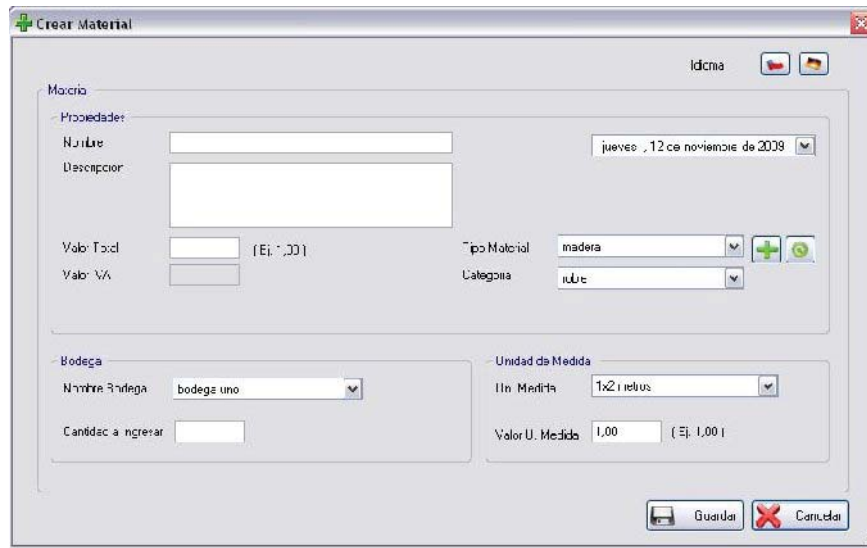 Crear Material
Idioma
Material
Propiedades
Nombre
jueves , 12 de noviembre de 2009
Descripcion
Valor Total
( Ej. 1,00 )
Tipo Material
madera
Valor IVA
Categoria
roble
Bodega
Unidad de Medida
Nombre Bodega
bodega uno
Un. Medida
1x2 metros
Cantidad a Ingresar
Valor U. Medida
1,00
( Ej. 1,00 )
Guardar
Cancelar